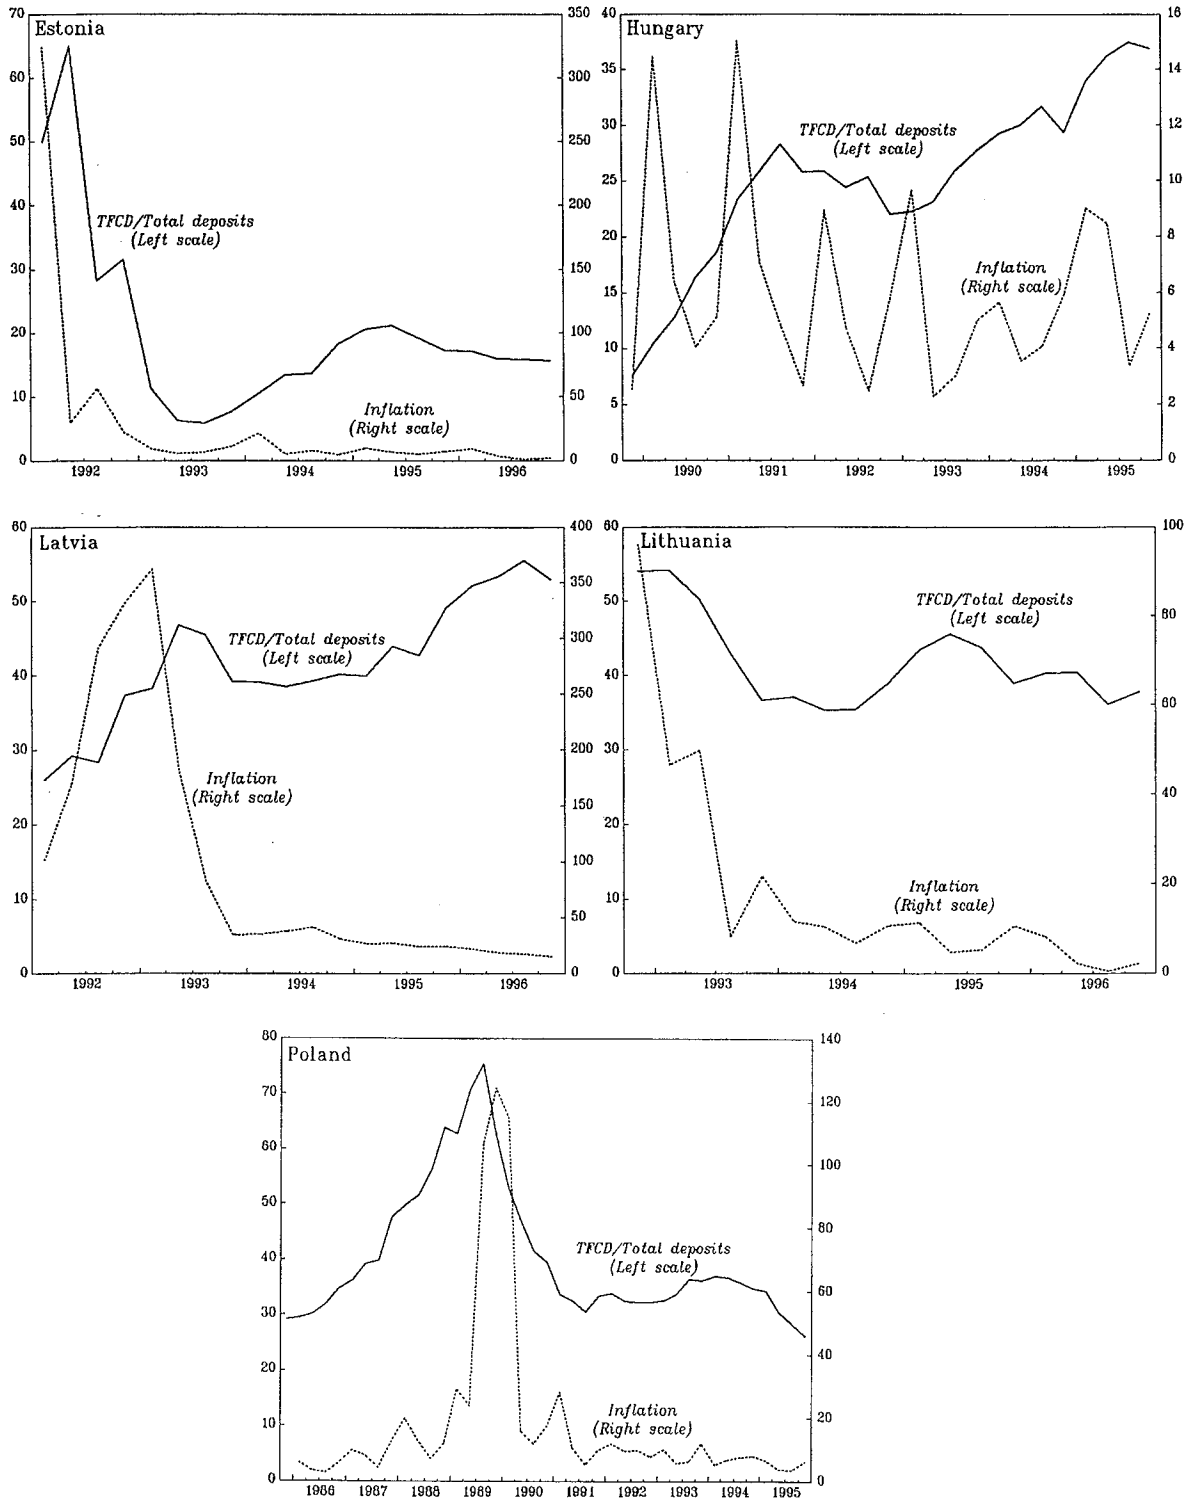 Estonia
70
60
50
40
30
20
10
0
350
300
250
200
150
100
50
0
TFCD/Total deposits
(Left scale)
Inflation
(Right scale)
1992 1993 1994 1995 1996
Hungary
40
35
30
25
20
15
10
5
0
16
14
12
10
8
6
4
2
0
TFCD/Total deposits
(Left scale)
Inflation
(Right scale)
1990 1991 1992 1993 1994 1995
Latvia
60
50
40
30
20
10
0
400
350
300
250
200
150
100
50
0
TFCD/Total deposits
(Left scale)
Inflation
(Right scale)
1992 1993 1994 1995 1996
Lithuania
60
50
40
30
20
10
0
100
80
60
40
20
0
TFCD/Total deposits
(Left scale)
Inflation
(Right scale)
1993 1994 1995 1996
Poland
80
70
60
50
40
30
20
10
0
140
120
100
80
60
40
20
0
TFCD/Total deposits
(Left scale)
Inflation
(Right scale)
1986 1987 1988 1989 1990 1991 1992 1993 1994 1995